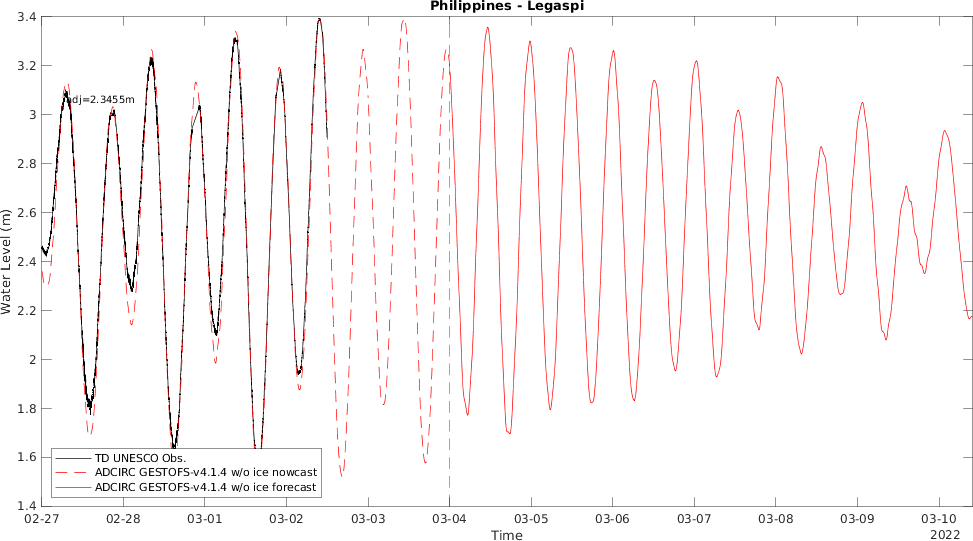 Philippines - Legaspi
3.4
3.2
3
2.8
2.6
2.4
2.2
2
1.8
1.6
1.4
Water Level (m)
adj=2.3455m
TD UNESCO Obs.
ADCIRC GESTOFS-v4.1.4 w/o ice nowcast
ADCIRC GESTOFS-v4.1.4 w/o ice forecast
02-27 02-28 03-01 03-02 03-03 03-04 03-05 03-06 03-07 03-08 03-09 03-10
Time 2022